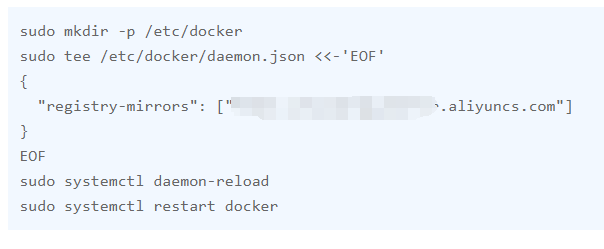 sudo mkdir -p /etc/docker
sudo tee /etc/docker/daemon.json <<-'EOF'
{
  "registry-mirrors": ["          .aliyuncs.com"]
}
EOF
sudo systemctl daemon-reload
sudo systemctl restart docker